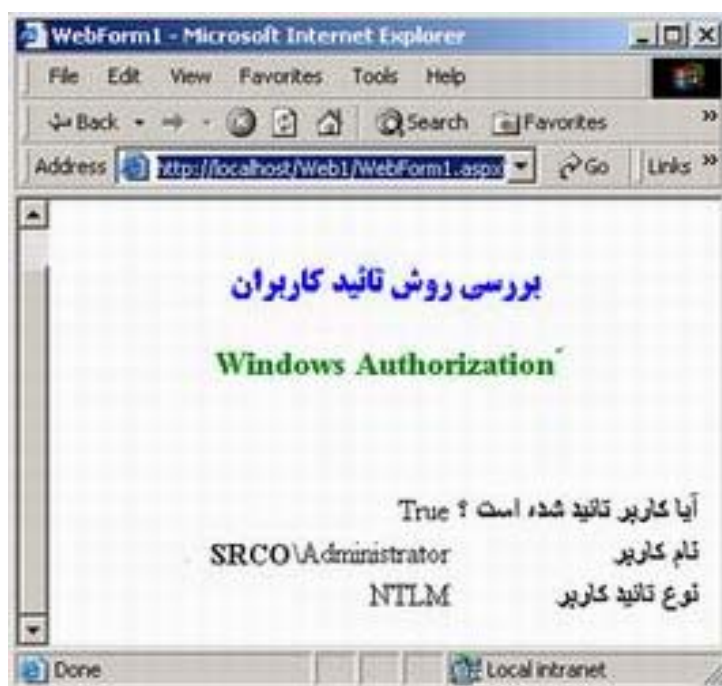 WebForm1 - Microsoft Internet Explorer
File Edit View Favorites Tools Help
Back Search Favorites »
Address http://localhost/Web1/WebForm1.aspx Go Links »
بررسی روش تائید کاربران
Windows Authorization
آیا کاربر تائید شده است ؟ True
نام کاربر SRCO\Administrator
نوع تائید کاربر NTLM
Done Local intranet